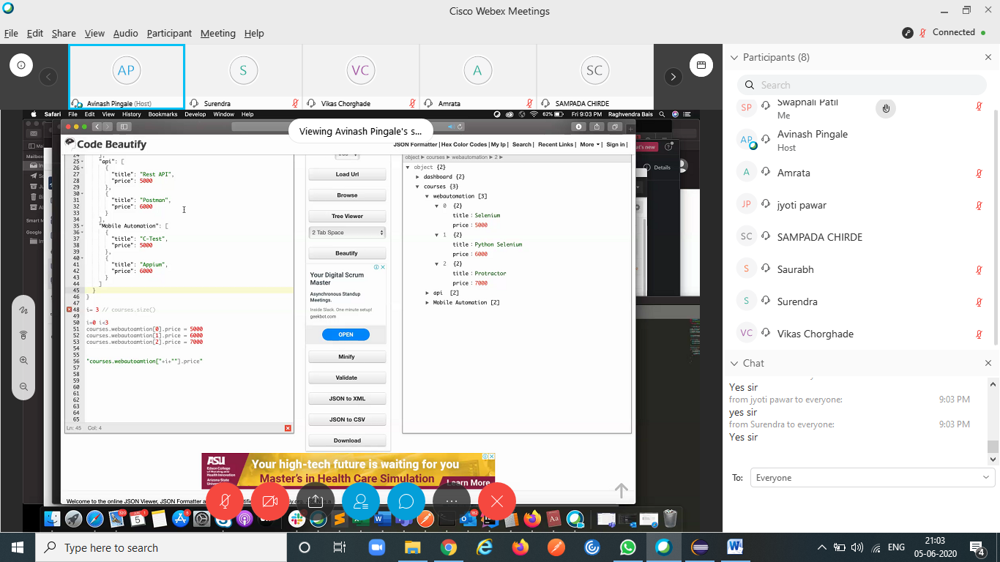 Cisco Webex Meetings
File Edit Share View Audio Participant Meeting Help
Connected
AP
S
VC
A
SC
Avinash Pingale (Host)
Surendra
Vikas Chorghade
Amrata
SAMPADA CHIRDE
Safari File Edit View History Bookmarks Develop Window Help
62% Fri 9:03 PM Raghvendra Bais
Viewing Avinash Pingale's s...
Code Beautify
JSON Formatter | Hex Color Codes | My Ip | Search | Recent Links | More | Sign in |
24 ],
25 "api": [
26 {
27 "title": "Rest API",
28 "price": 5000
29 },
30 {
31 "title": "Postman",
32 "price": 6000
33 }
34 ],
35 "Mobile Automation": [
36 {
37 "title": "C-Test",
38 "price": 5000
39 },
40 {
41 "title": "Appium",
42 "price": 6000
43 }
44 ]
45 }
46 }
47
48 i= 3 // courses.size()
49
50 i=0 i<3
51 courses.webautoamtion[0].price = 5000
52 courses.webautoamtion[1].price = 6000
53 courses.webautoamtion[2].price = 7000
54
55
56 "courses.webautoamtion["+i+""].price"
57
58
59
60
61
62
63
64
65
Ln: 45 Col: 4
Load Url
Browse
Tree Viewer
2 Tab Space
Beautify
Your Digital Scrum
Master
Asynchronous Standup
Meetings.
Inside Slack. One minute setup!
geekbot.com
OPEN
Minify
Validate
JSON to XML
JSON to CSV
Download
object ▸ courses ▸ webautomation ▸ 2 ▸
object {2}
dashboard {2}
courses {3}
webautomation [3]
0 {2}
title : Selenium
price : 5000
1 {2}
title : Python Selenium
price : 6000
2 {2}
title : Protractor
price : 7000
api [2]
Mobile Automation [2]
Details
ASU
Edson College
of Nursing and
Health Innovation
Arizona State
University
Your high-tech future is waiting for you
Master's in Health Care Simulation
Learn More
Welcome to the online JSON Viewer, JSON Formatter
Participants (8)
Search
SP Swapnali Patil
Me
AP Avinash Pingale
Host
A Amrata
JP jyoti pawar
SC SAMPADA CHIRDE
S Saurabh
S Surendra
VC Vikas Chorghade
Chat
Yes sir
from jyoti pawar to everyone: 9:03 PM
yes sir
from Surendra to everyone: 9:03 PM
Yes sir
To: Everyone
Type here to search
ENG
21:03
05-06-2020
4